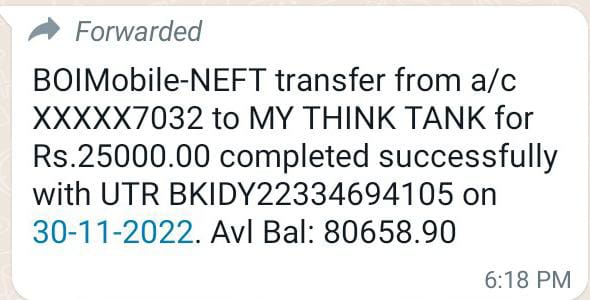 Forwarded
BOIMobile-NEFT transfer from a/c
XXXXX7032 to MY THINK TANK for
Rs.25000.00 completed successfully
with UTR BKIDY22334694105 on
30-11-2022. Avl Bal: 80658.90
6:18 PM